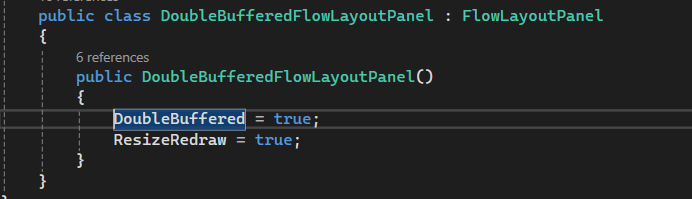 public class DoubleBufferedFlowLayoutPanel : FlowLayoutPanel
{
6 references
public DoubleBufferedFlowLayoutPanel()
{
DoubleBuffered = true;
ResizeRedraw = true;
}
}
}